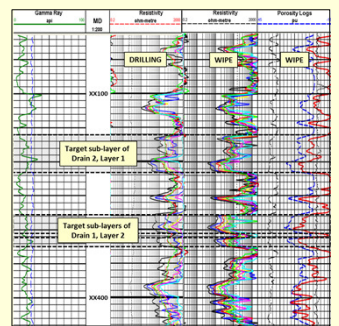 Gamma Ray
MD
Resistivity
Resistivity
Porosity Logs
api
1:200
ohm-metre
ohm-metre
pu
DRILLING
WIPE
WIPE
XX100
Target sub-layer of
Drain 2, Layer 1
Target sub-layers of
Drain 1, Layer 2
XX400